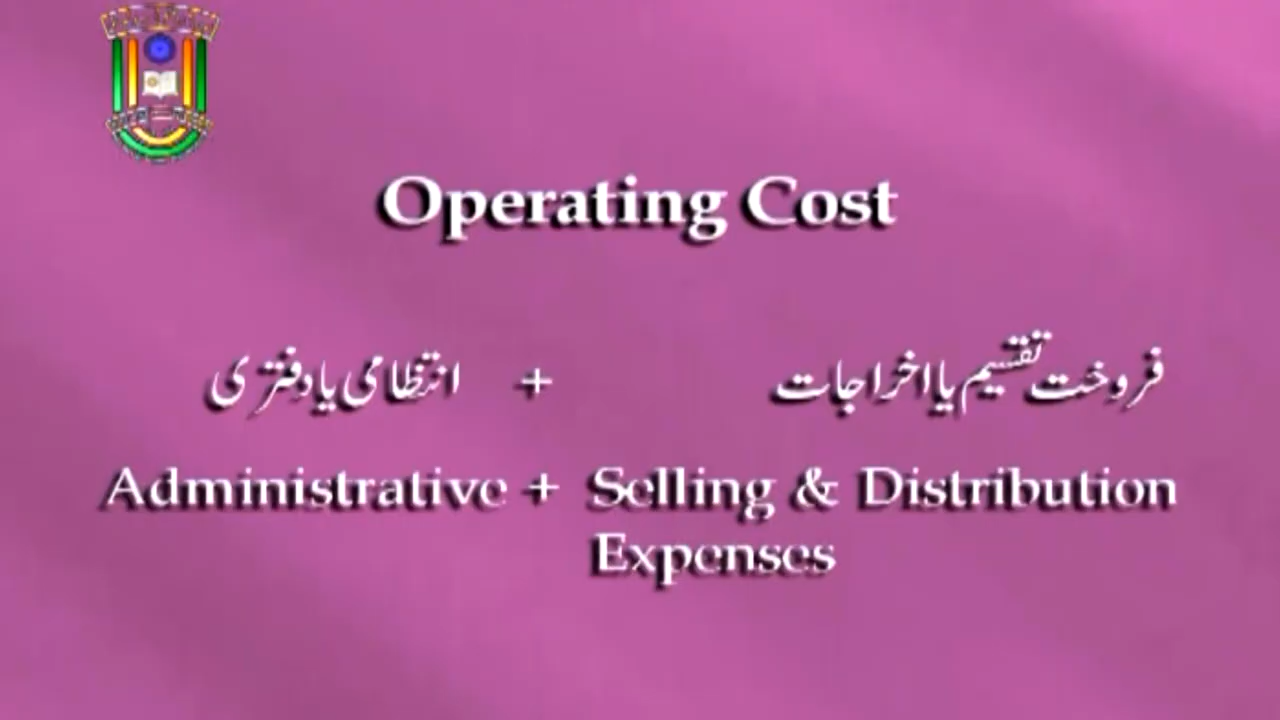 Operating Cost
انتظامی یا دفتری + فروخت تقسیم یا اخراجات
Administrative + Selling & Distribution
Expenses